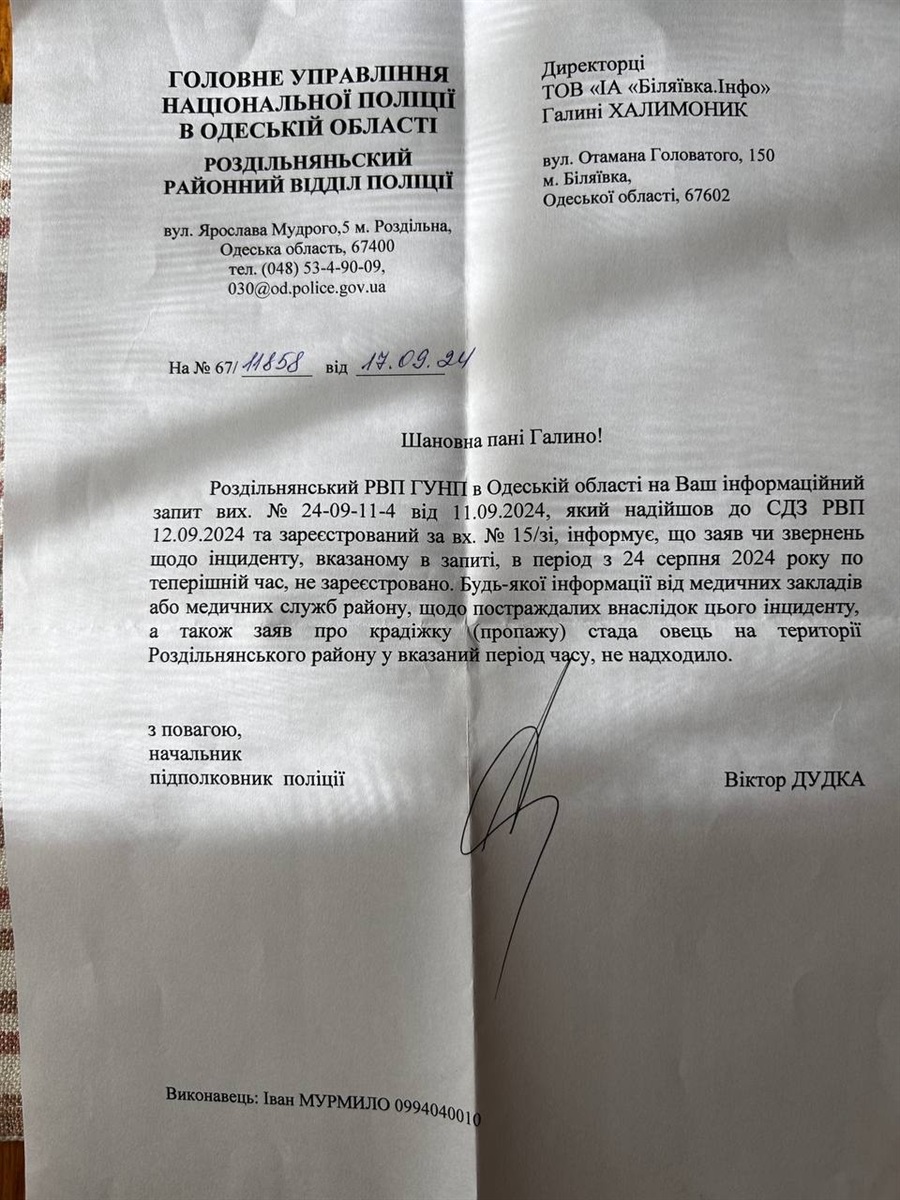 ГОЛОВНЕ УПРАВЛІННЯ
НАЦІОНАЛЬНОЇ ПОЛІЦІЇ
В ОДЕСЬКІЙ ОБЛАСТІ
РОЗДІЛЬНЯНЬСКИЙ
РАЙОННИЙ ВІДДІЛ ПОЛІЦІЇ
вул. Ярослава Мудрого,5 м. Роздільна,
Одеська область, 67400
тел. (048) 53-4-90-09,
030@od.police.gov.ua
Директорці
ТОВ «ІА «Біляївка.Інфо»
Галині ХАЛИМОНИК
вул. Отамана Головатого, 150
м. Біляївка,
Одеської області, 67602
На № 67/ 11858 від 17.09.24
Шановна пані Галино!
Роздільнянський РВП ГУНП в Одеській області на Ваш інформаційний
запит вих. № 24-09-11-4 від 11.09.2024, який надійшов до СДЗ РВП
12.09.2024 та зареєстрований за вх. № 15/зі, інформує, що заяв чи звернень
щодо інциденту, вказаному в запиті, в період з 24 серпня 2024 року по
теперішній час, не зареєстровано. Будь-якої інформації від медичних закладів
або медичних служб району, щодо постраждалих внаслідок цього інциденту,
а також заяв про крадіжку (пропажу) стада овець на території
Роздільнянського району у вказаний період часу, не надходило.
з повагою,
начальник
підполковник поліції
Віктор ДУДКА
Виконавець: Іван МУРМИЛО 0994040010